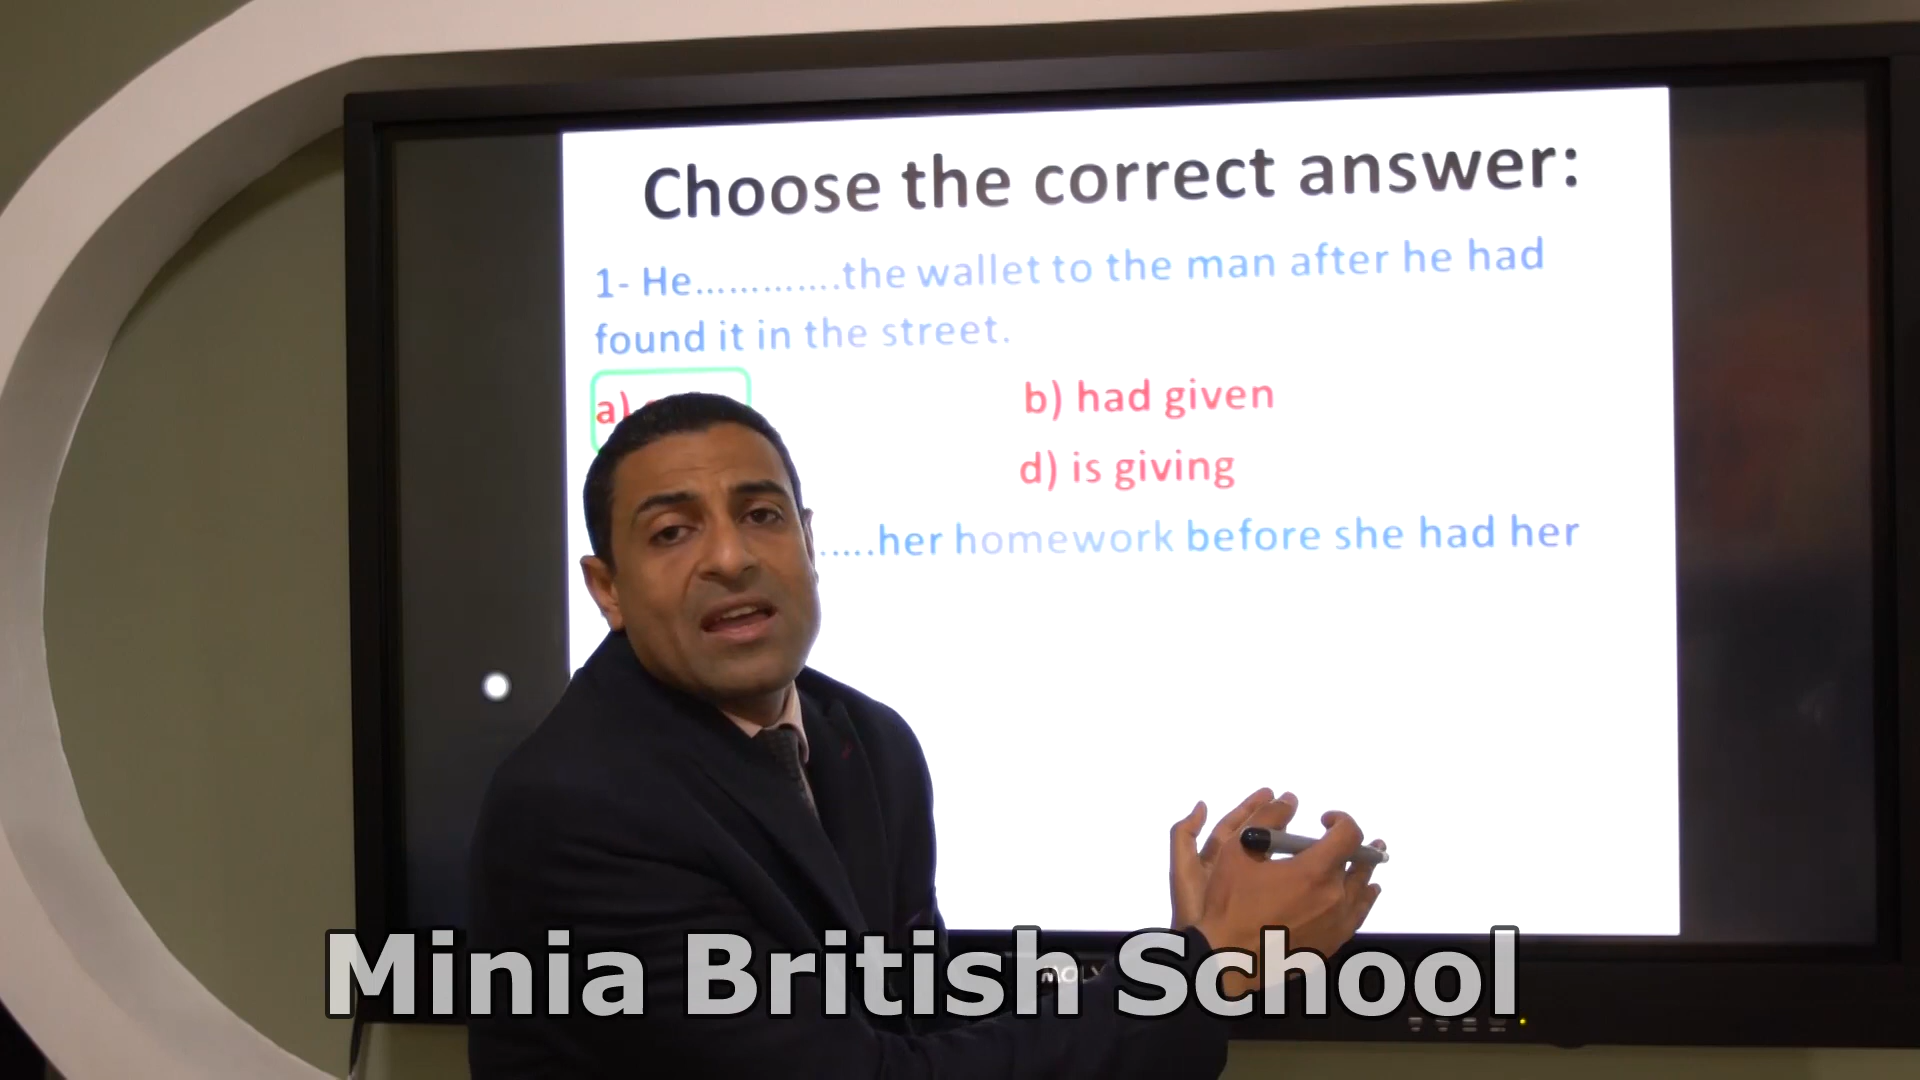 Choose the correct answer:
1- He.............the wallet to the man after he had
found it in the street.
a)
b) had given
d) is giving
.....her homework before she had her
Minia British School